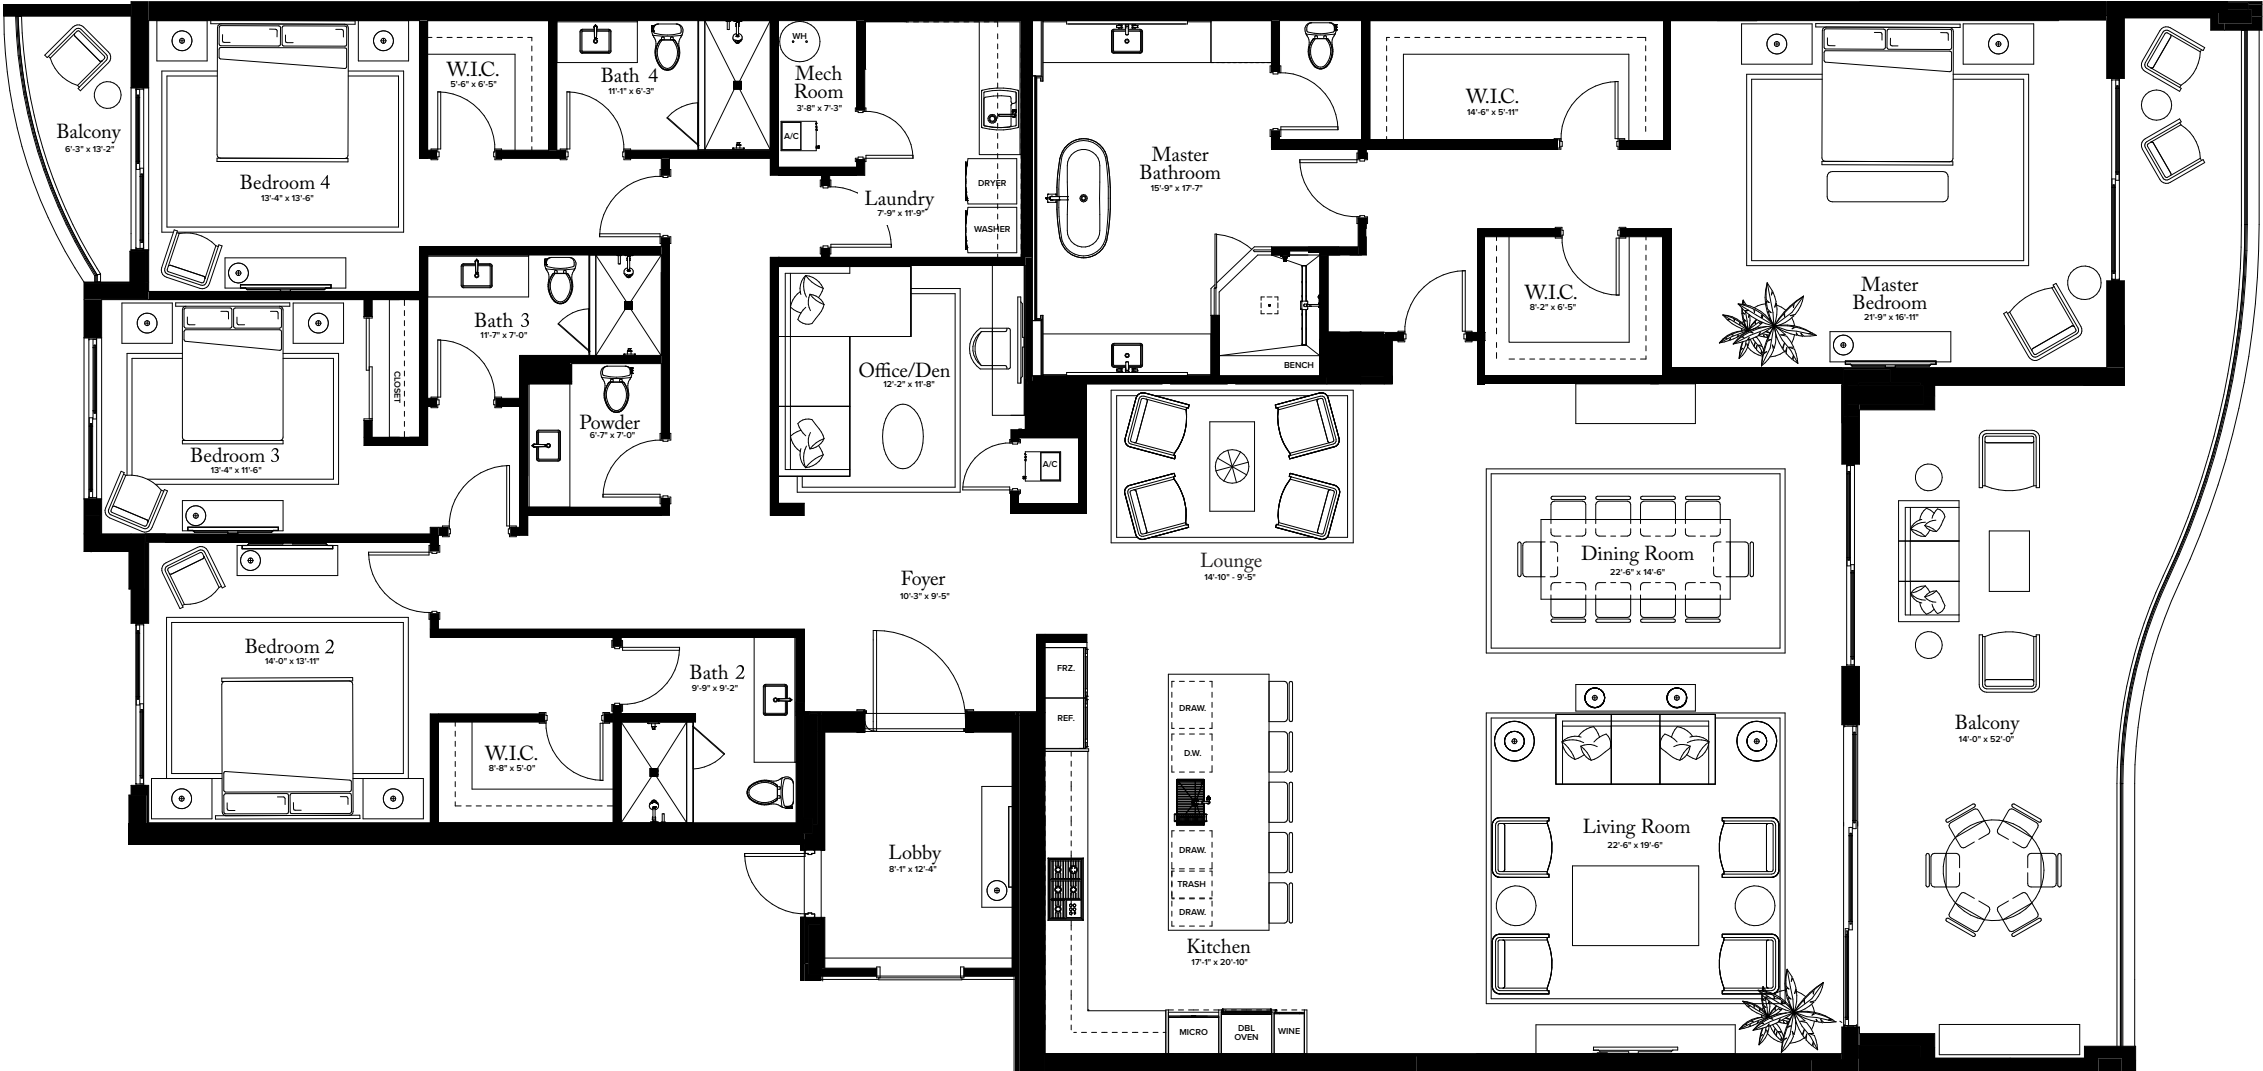 WH
Mech
Room
3'-8" x 7'-3"
A/C
W.I.C.
5'-6" x 6'-5"
Bath 4
11'-1" x 6'-3"
Balcony
6'-3" x 13'-2"
Bedroom 4
13'-4" x 13'-6"
Laundry
7'-9" x 11'-9"
DRYER
WASHER
Master
Bathroom
15'-9" x 17'-7"
W.I.C.
14'-6" x 5'-11"
W.I.C.
8'-2" x 6'-5"
Master
Bedroom
21'-9" x 16'-11"
BENCH
Bath 3
11'-7" x 7'-0"
CLOSET
Office/Den
12'-2" x 11'-8"
Powder
6'-7" x 7'-0"
Bedroom 3
13'-4" x 11'-6"
A/C
Lounge
14'-10" - 9'-5"
Dining Room
22'-6" x 14'-6"
Foyer
10'-3" x 9'-5"
Bedroom 2
14'-0" x 13'-11"
Bath 2
9'-9" x 9'-2"
W.I.C.
8'-8" x 5'-0"
FRZ.
REF.
DRAW.
D.W.
DRAW.
TRASH
DRAW.
Balcony
14'-0" x 52'-0"
Living Room
22'-6" x 19'-6"
Lobby
8'-1" x 12'-4"
Kitchen
17'-1" x 20'-10"
MICRO
DBL
OVEN
WINE